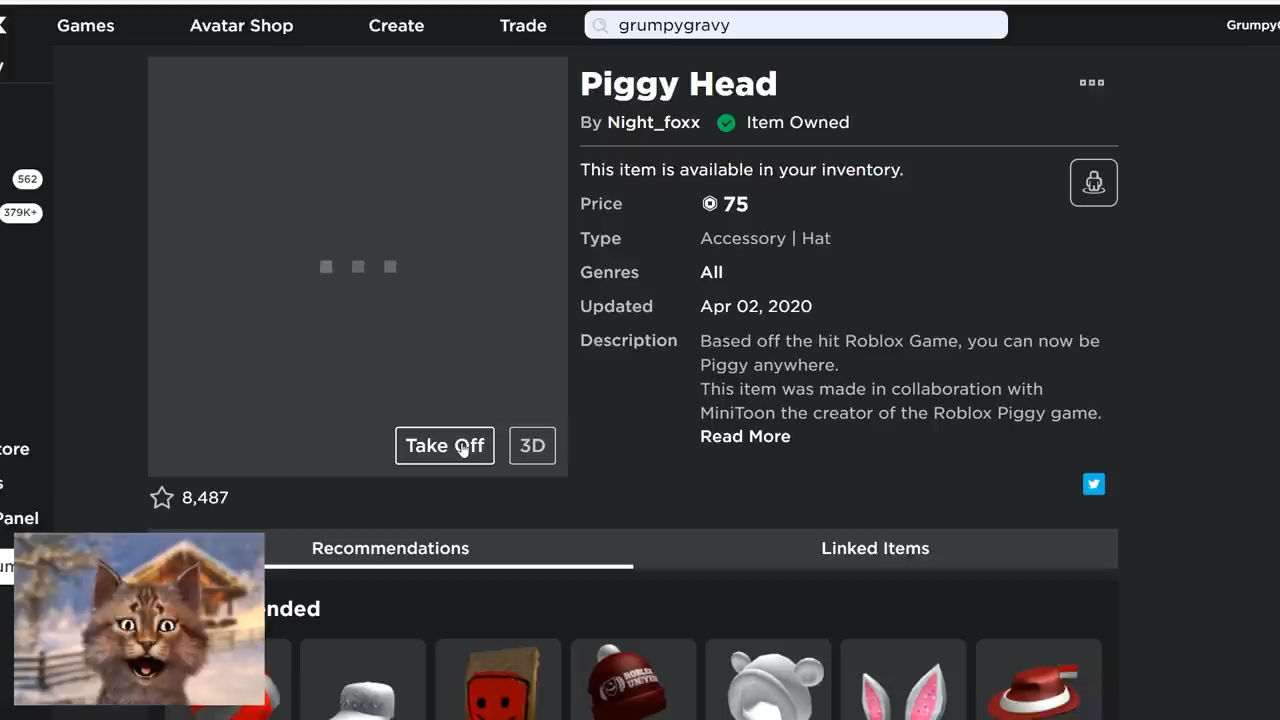 Games Avatar Shop Create Trade grumpygravy
Piggy Head
By Night_foxx Item Owned
This item is available in your inventory.
562
Price 75
379K+
Type Accessory | Hat
Genres All
Updated Apr 02, 2020
Description Based off the hit Roblox Game, you can now be
Piggy anywhere.
This item was made in collaboration with
MiniToon the creator of the Roblox Piggy game.
Read More
Take Off 3D
8,487
Panel
Recommendations Linked Items
ROBLOX